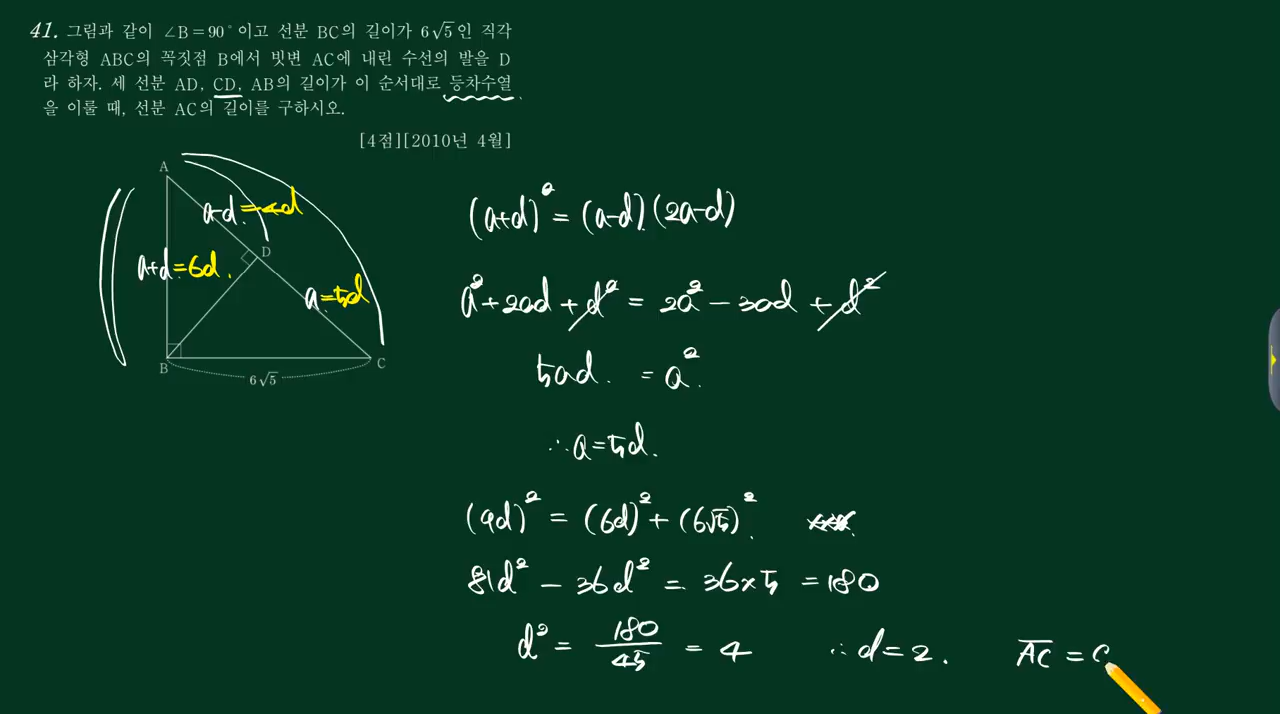 41. 그림과 같이 ∠B=90°이고 선분 BC의 길이가 6√5인 직각
삼각형 ABC의 꼭짓점 B에서 빗변 AC에 내린 수선의 발을 D
라 하자. 세 선분 AD, CD, AB의 길이가 이 순서대로 등차수열
을 이룰 때, 선분 AC의 길이를 구하시오.
[4점][2010년 4월]
A
a-d=4d
D
a+d=6d
a=5d
B
C
6√5
(a+d)²=(a-d)(2a-d)
a²+2ad+d²=2a²-3ad+d²
5ad=a²
∴a=5d.
(9d)²=(6d)²+(6√5)²
81d²-36d²=36×5=180
d²=180/45=4 ∴d=2. AC=